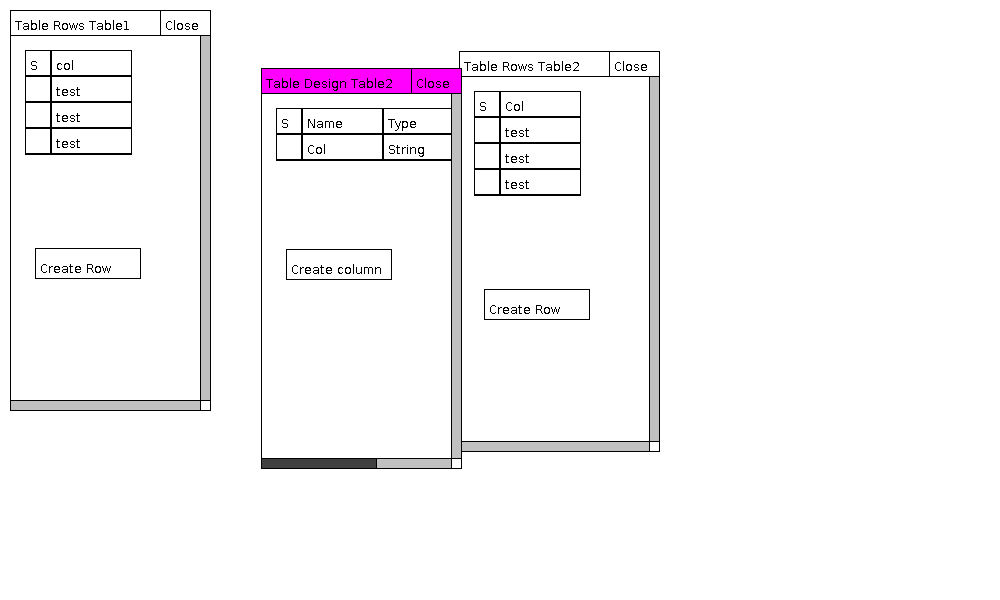 Table Rows Table1 Close
S col
test
test
test
Create Row
Table Design Table2 Close
S Name Type
Col String
Create column
Table Rows Table2 Close
S Col
test
test
test
Create Row